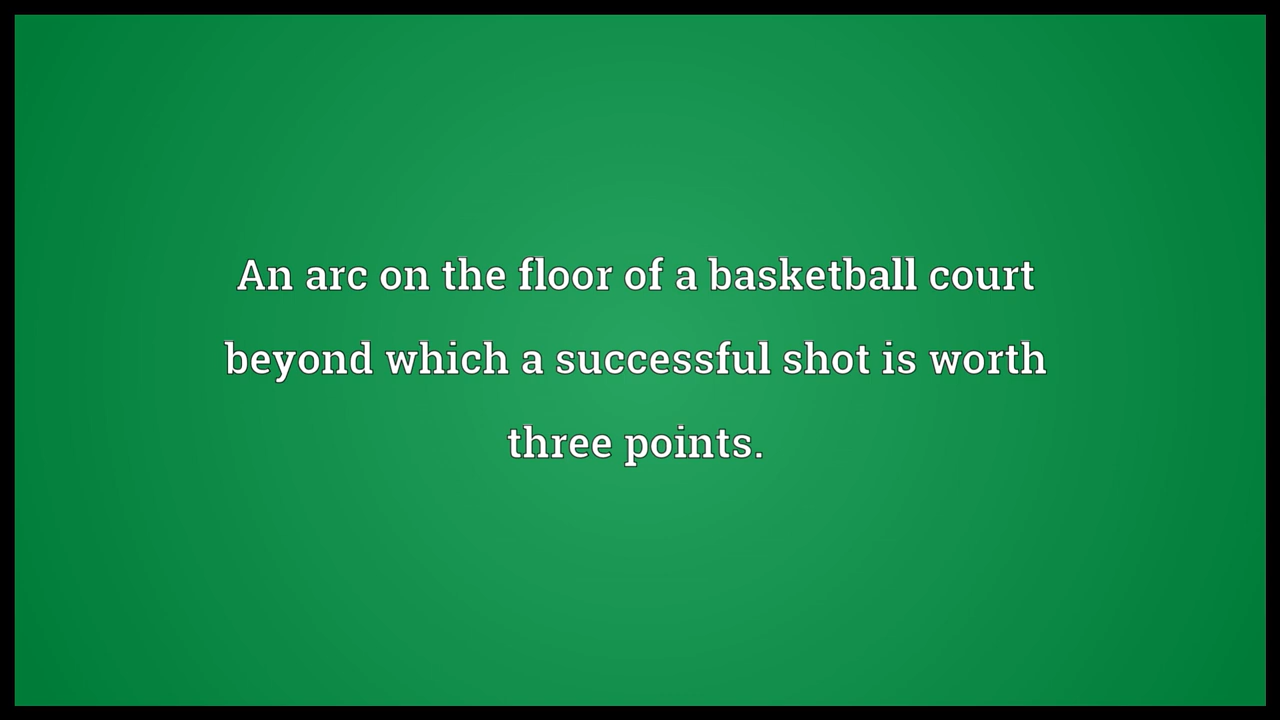 An arc on the floor of a basketball court
beyond which a successful shot is worth
three points.